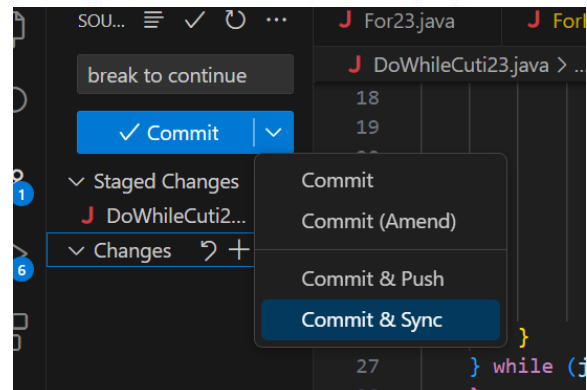 SOU...
For23.java
For
break to continue
DoWhileCuti23.java > ...
18
19
Commit
Staged Changes
Commit
1
DoWhileCuti2...
Commit (Amend)
Changes
6
Commit & Push
Commit & Sync
}
27 } while (j